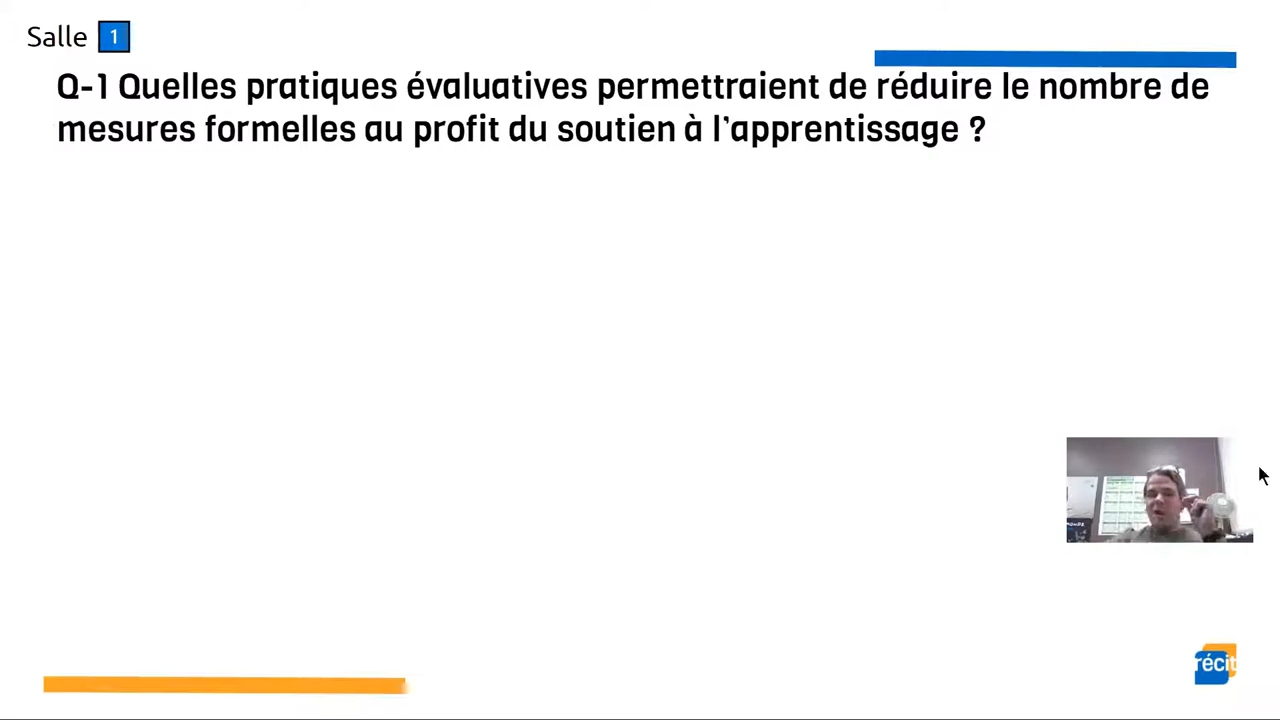 Salle 1
Q-1 Quelles pratiques évaluatives permettraient de réduire le nombre de
mesures formelles au profit du soutien à l'apprentissage ?
récit